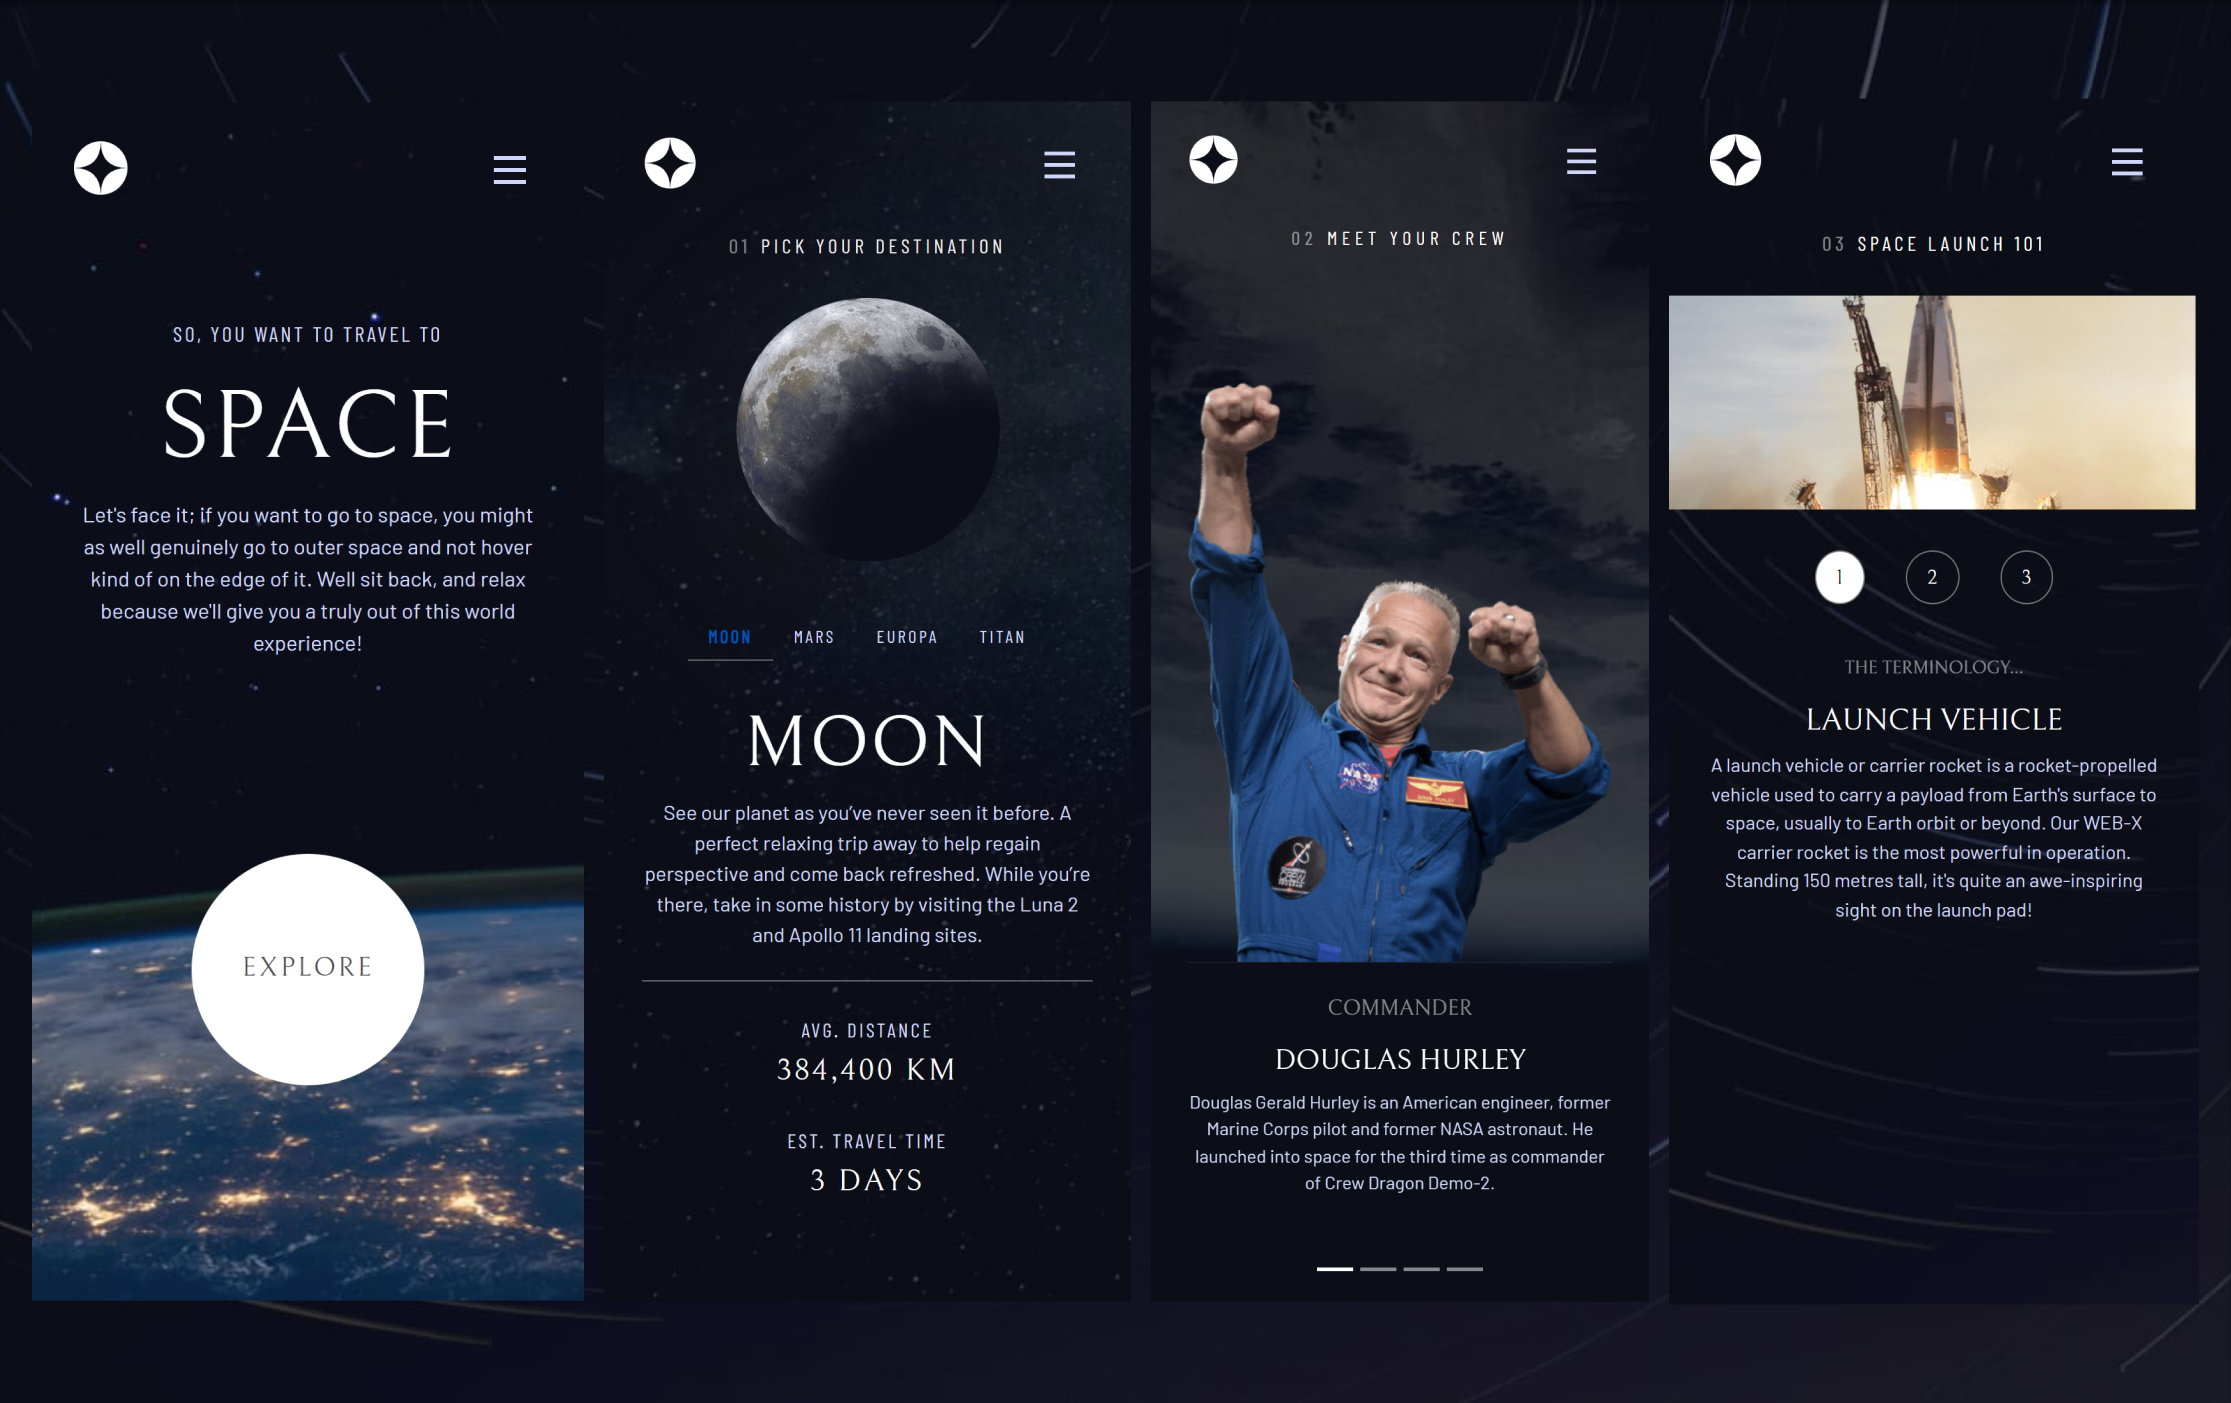 SO, YOU WANT TO TRAVEL TO
SPACE
Let's face it; if you want to go to space, you might
as well genuinely go to outer space and not hover
kind of on the edge of it. Well sit back, and relax
because we'll give you a truly out of this world
experience!
EXPLORE
01 PICK YOUR DESTINATION
MOON MARS EUROPA TITAN
MOON
See our planet as you’ve never seen it before. A
perfect relaxing trip away to help regain
perspective and come back refreshed. While you’re
there, take in some history by visiting the Luna 2
and Apollo 11 landing sites.
AVG. DISTANCE
384,400 KM
EST. TRAVEL TIME
3 DAYS
02 MEET YOUR CREW
NASA
COMMANDER
DOUGLAS HURLEY
Douglas Gerald Hurley is an American engineer, former
Marine Corps pilot and former NASA astronaut. He
launched into space for the third time as commander
of Crew Dragon Demo-2.
03 SPACE LAUNCH 101
1 2 3
THE TERMINOLOGY...
LAUNCH VEHICLE
A launch vehicle or carrier rocket is a rocket-propelled
vehicle used to carry a payload from Earth's surface to
space, usually to Earth orbit or beyond. Our WEB-X
carrier rocket is the most powerful in operation.
Standing 150 metres tall, it's quite an awe-inspiring
sight on the launch pad!